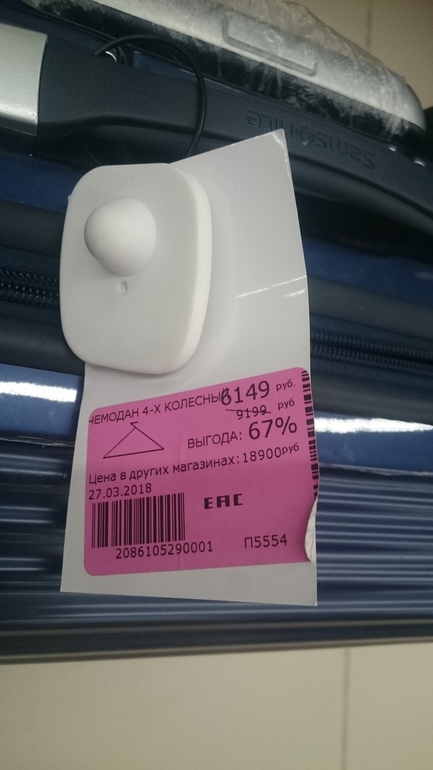 Samsonite
ЧЕМОДАН 4-Х КОЛЕСНЫЙ 6149 руб.
9199 руб
ВЫГОДА: 67%
Цена в других магазинах: 18900руб
27.03.2018
EAC
2086105290001
П5554